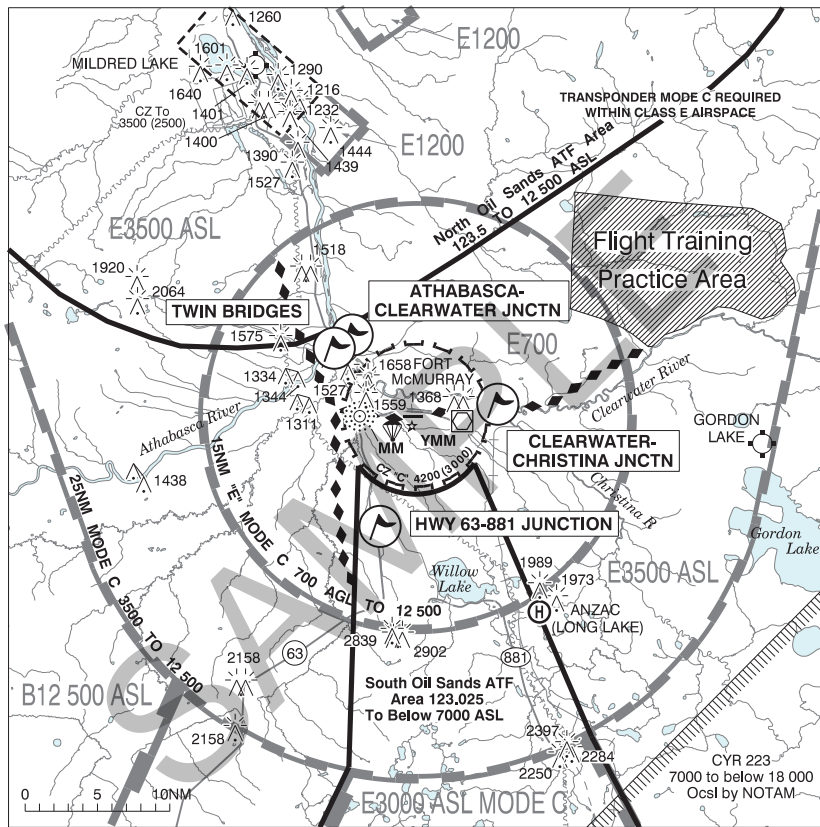 1260
E1200
1601
MILDRED LAKE
1290
1640
1216
1232
TRANSPONDER MODE C REQUIRED
WITHIN CLASS E AIRSPACE
CZ To
3500 (2500)
1401
1400
1444
1439
E1200
1390
1527
North Oil Sands ATF Area
123.5 TO 12 500 ASL
E3500 ASL
Flight Training
Practice Area
1518
1920
2064
ATHABASCA-
CLEARWATER JNCTN
TWIN BRIDGES
1575
E700
1658
FORT
McMURRAY
1334
1527
1344
1368
1559
1311
Clearwater River
Athabasca River
GORDON
LAKE
MM
YMM
CLEARWATER-
CHRISTINA JNCTN
CZ "C" 4200 (3000)
1438
Christina R
15NM "E" MODE C 700 AGL TO 12 500
25NM MODE C 3500 TO 12 500
HWY 63-881 JUNCTION
Gordon
Lake
Willow
Lake
1989
1973
E3500 ASL
H
ANZAC
(LONG LAKE)
2839
2902
63
881
2158
South Oil Sands ATF
Area 123.025
To Below 7000 ASL
B12 500 ASL
2158
2397
2284
2250
CYR 223
7000 to below 18 000
Ocsl by NOTAM
0
5
10NM
E3000 ASL MODE C
SAMPLE